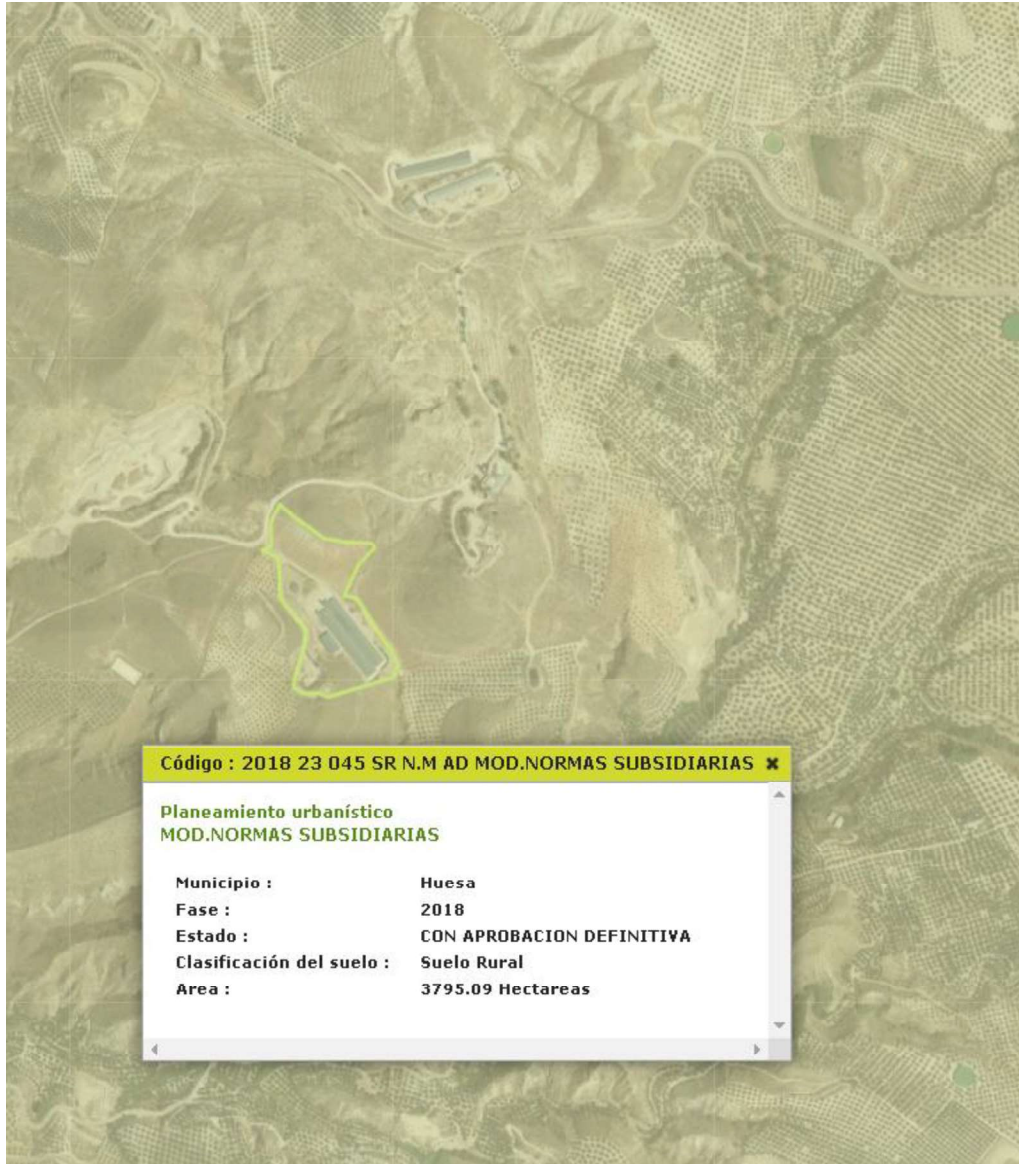 Código : 2018 23 045 SR N.M AD MOD.NORMAS SUBSIDIARIAS
Planeamiento urbanístico
MOD.NORMAS SUBSIDIARIAS
Municipio : Huesa
Fase : 2018
Estado : CON APROBACION DEFINITIVA
Clasificación del suelo : Suelo Rural
Area : 3795.09 Hectareas